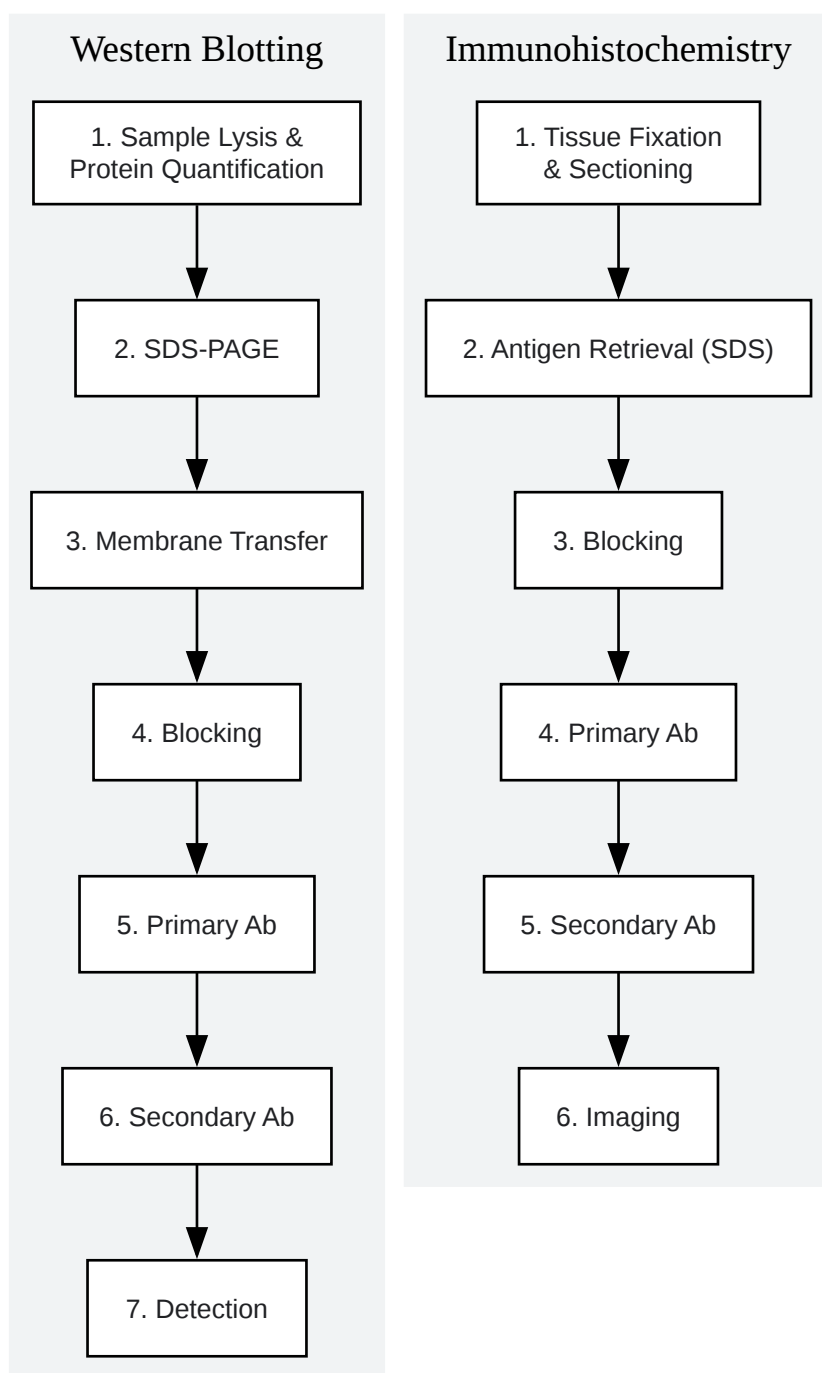 Western Blotting
1. Sample Lysis &
Protein Quantification
2. SDS-PAGE
3. Membrane Transfer
4. Blocking
5. Primary Ab
6. Secondary Ab
7. Detection
Immunohistochemistry
1. Tissue Fixation
& Sectioning
2. Antigen Retrieval (SDS)
3. Blocking
4. Primary Ab
5. Secondary Ab
6. Imaging